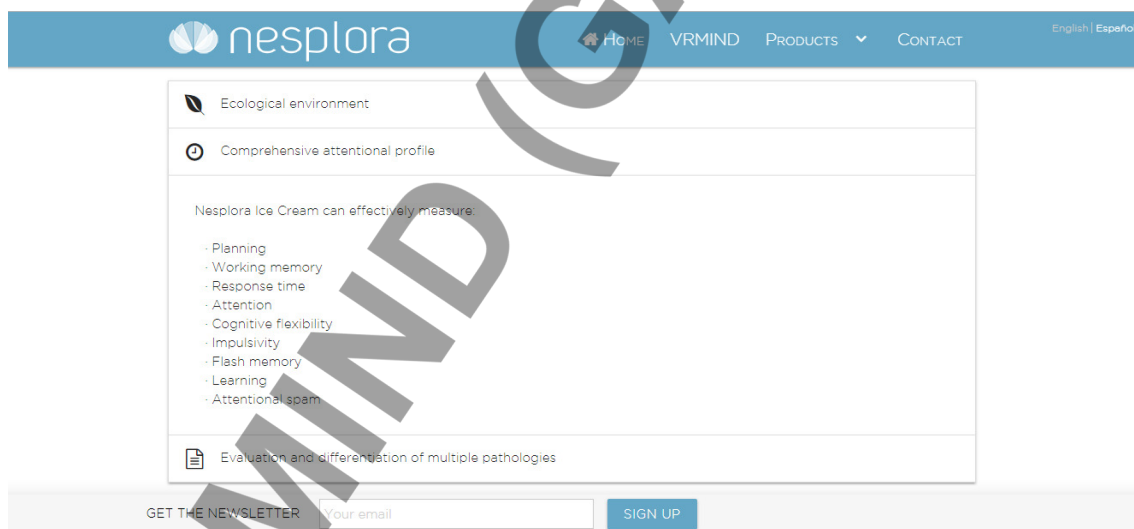 nesplora
Home VRMIND Products Contact
English | Español
Ecological environment
Comprehensive attentional profile
Nesplora Ice Cream can effectively measure:
· Planning
· Working memory
· Response time
· Attention
· Cognitive flexibility
· Impulsivity
· Flash memory
· Learning
· Attentional spam
Evaluation and differentiation of multiple pathologies
GET THE NEWSLETTER Your email SIGN UP
MIND (G